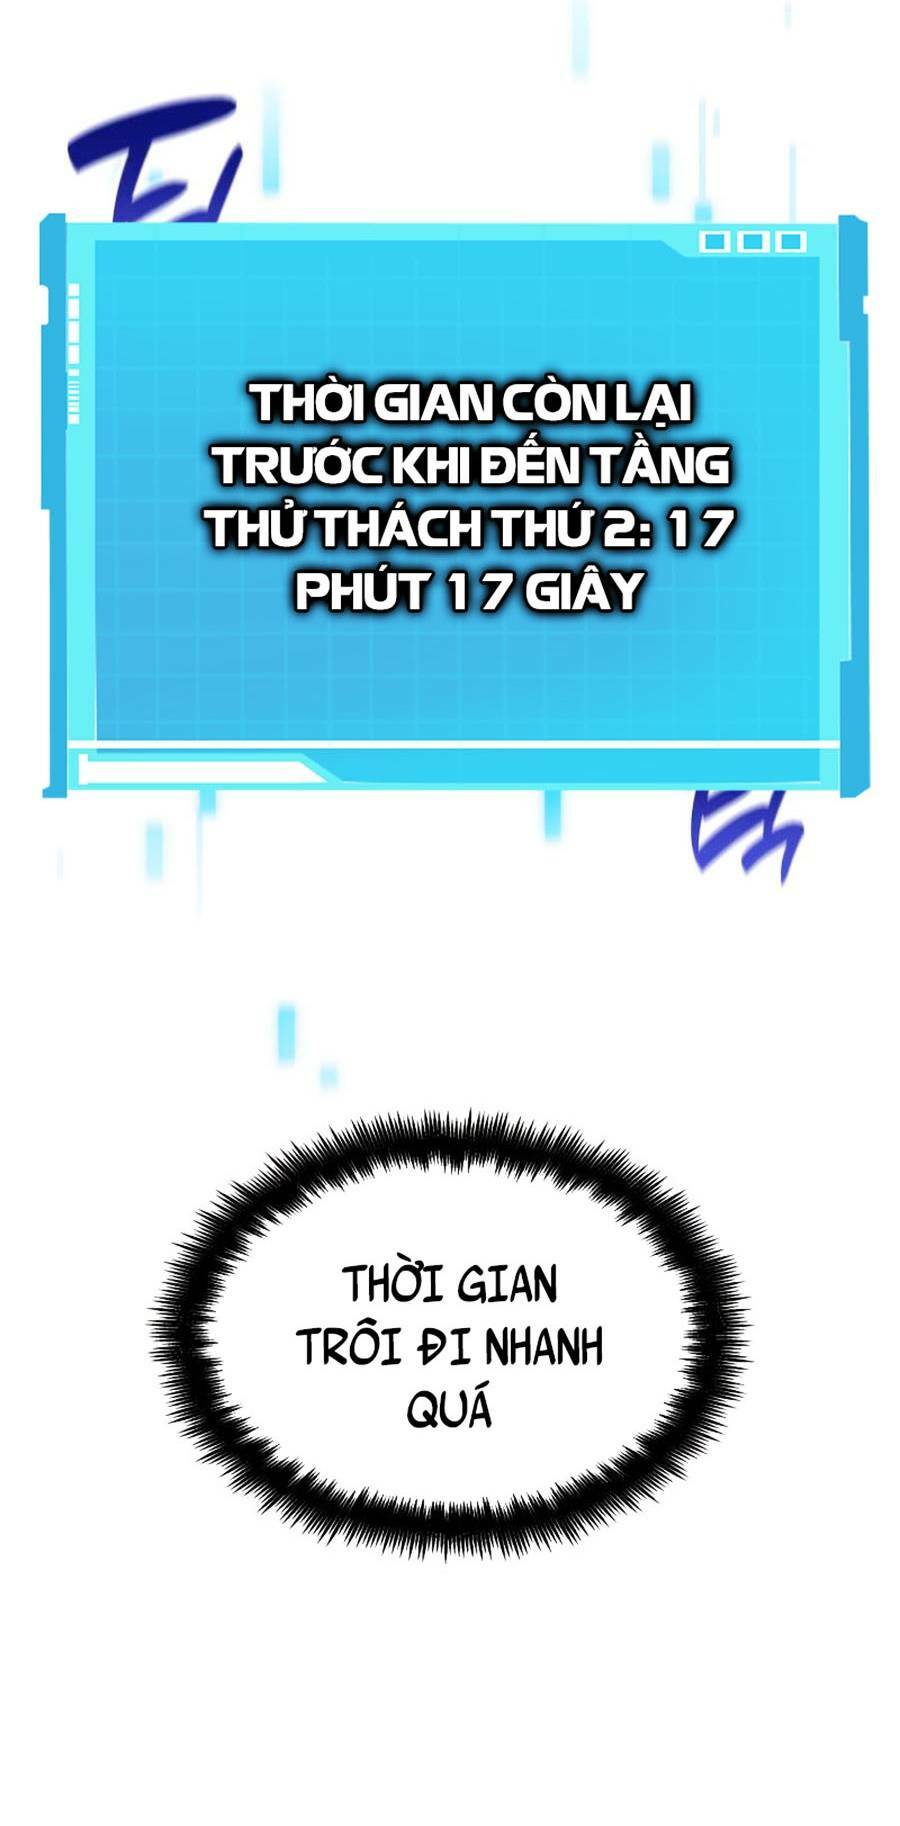 THỜI GIAN CÒN LẠI
TRƯỚC KHI ĐẾN TẦNG
THỬ THÁCH THỨ 2: 17
PHÚT 17 GIÂY
THỜI GIAN
TRÔI ĐI NHANH
QUÁ